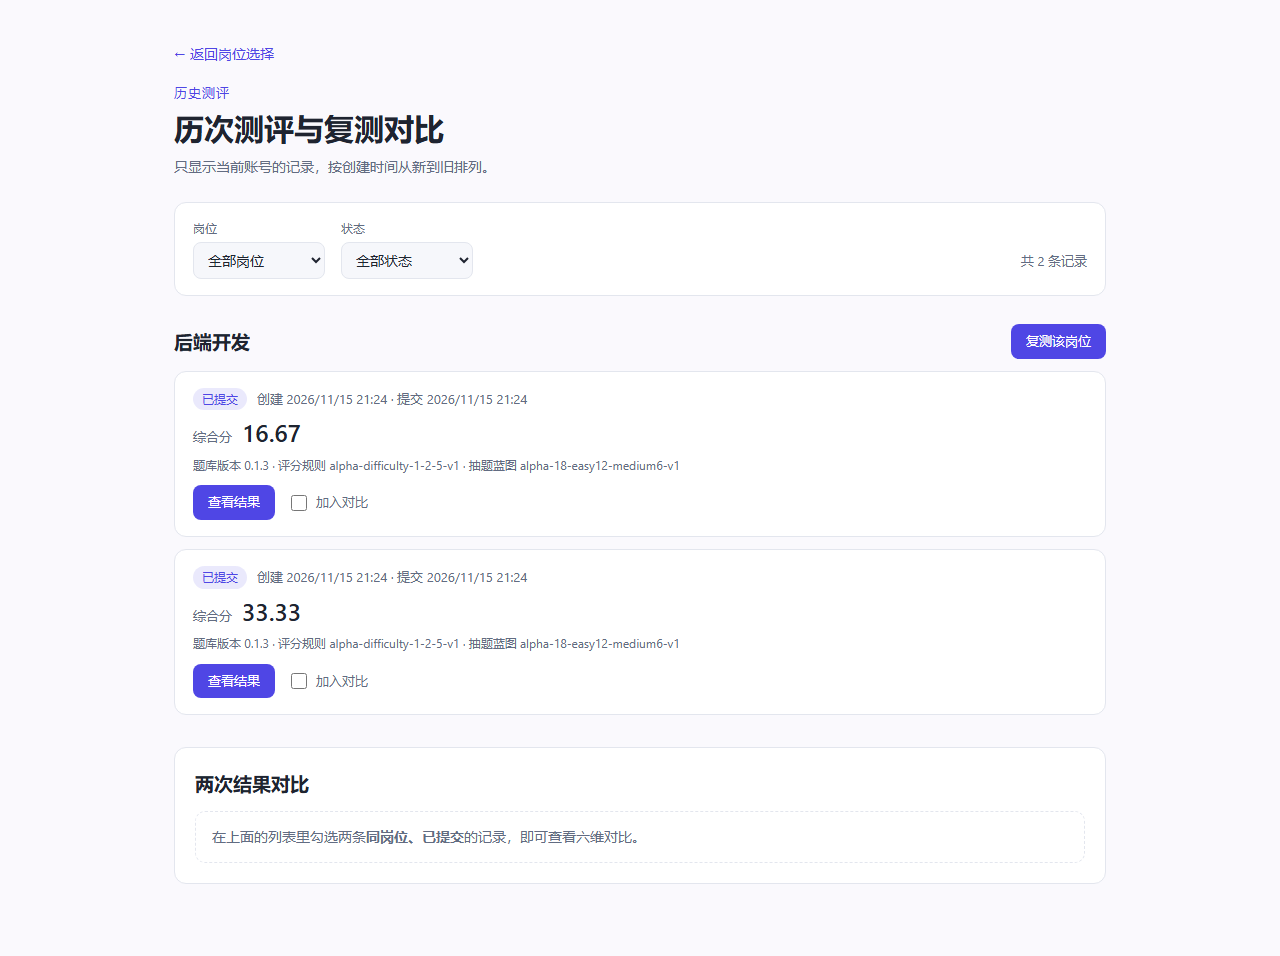 ← 返回岗位选择
历史测评
历次测评与复测对比
只显示当前账号的记录，按创建时间从新到旧排列。
岗位 状态
全部岗位 全部状态 共 2 条记录
后端开发 复测该岗位
已提交 创建 2026/11/15 21:24 · 提交 2026/11/15 21:24
综合分 16.67
题库版本 0.1.3 · 评分规则 alpha-difficulty-1-2-5-v1 · 抽题蓝图 alpha-18-easy12-medium6-v1
查看结果 加入对比
已提交 创建 2026/11/15 21:24 · 提交 2026/11/15 21:24
综合分 33.33
题库版本 0.1.3 · 评分规则 alpha-difficulty-1-2-5-v1 · 抽题蓝图 alpha-18-easy12-medium6-v1
查看结果 加入对比
两次结果对比
在上面的列表里勾选两条同岗位、已提交的记录，即可查看六维对比。